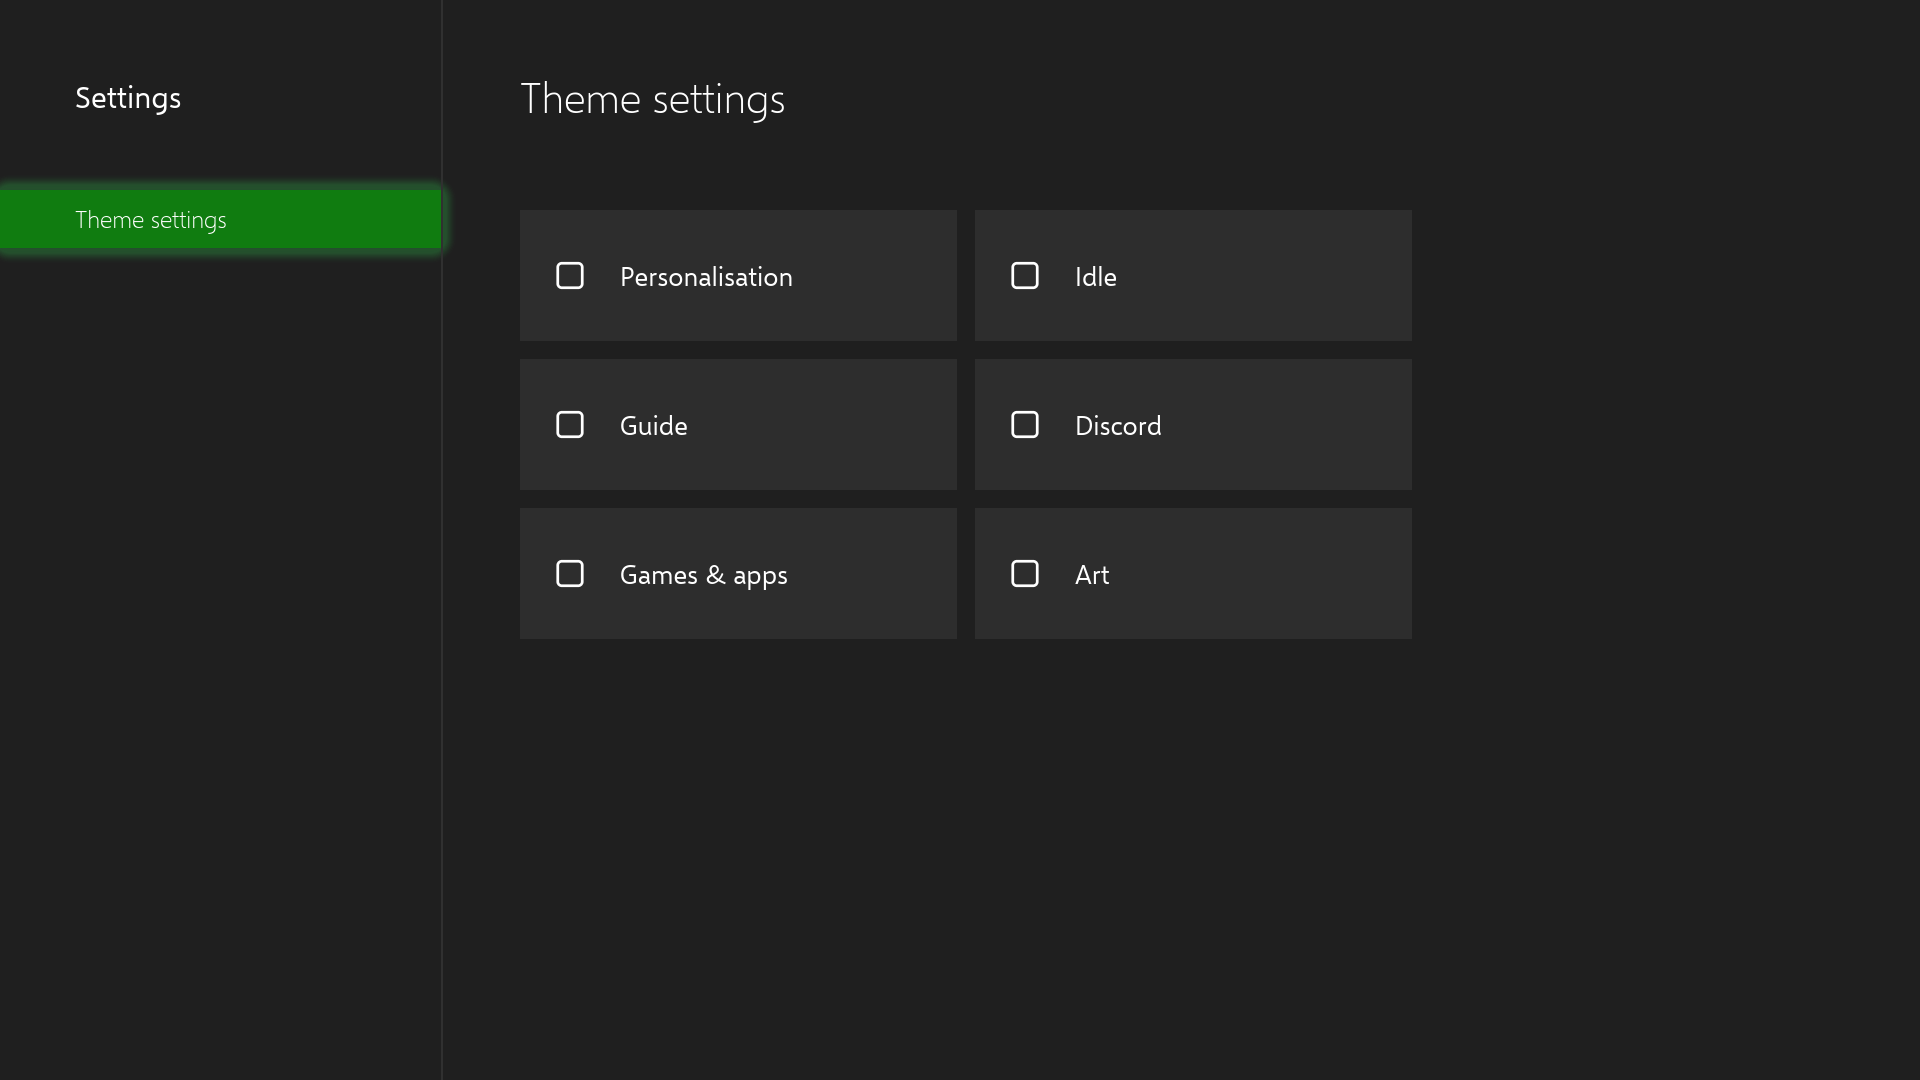 Settings
Theme settings
Theme settings
Personalisation
Idle
Guide
Discord
Games & apps
Art